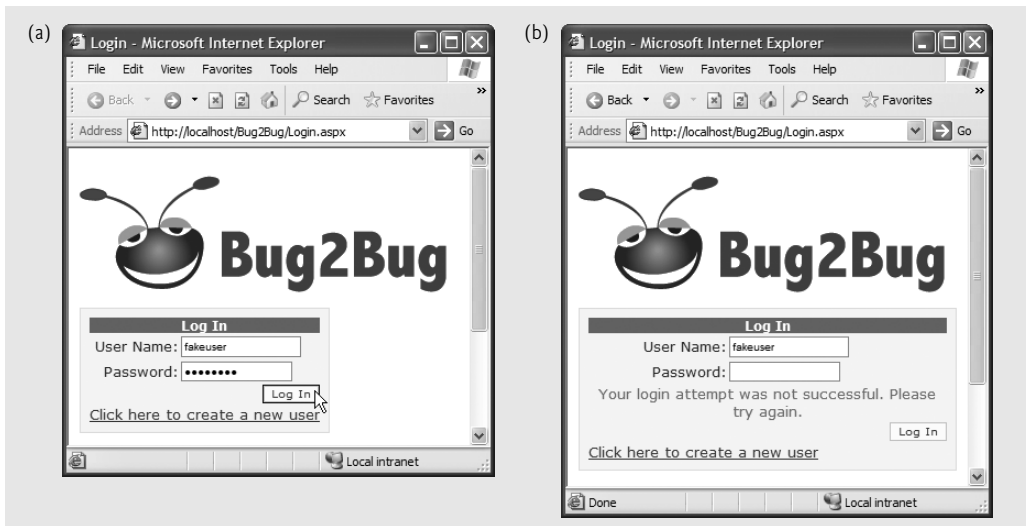 (a)
Login - Microsoft Internet Explorer
File Edit View Favorites Tools Help
Back Search Favorites »
Address http://localhost/Bug2Bug/Login.aspx Go
Bug2Bug
Log In
User Name: fakeuser
Password: ••••••••
Log In
Click here to create a new user
Local intranet
(b)
Login - Microsoft Internet Explorer
File Edit View Favorites Tools Help
Back Search Favorites »
Address http://localhost/Bug2Bug/Login.aspx Go
Bug2Bug
Log In
User Name: fakeuser
Password:
Your login attempt was not successful. Please
try again.
Log In
Click here to create a new user
Done Local intranet